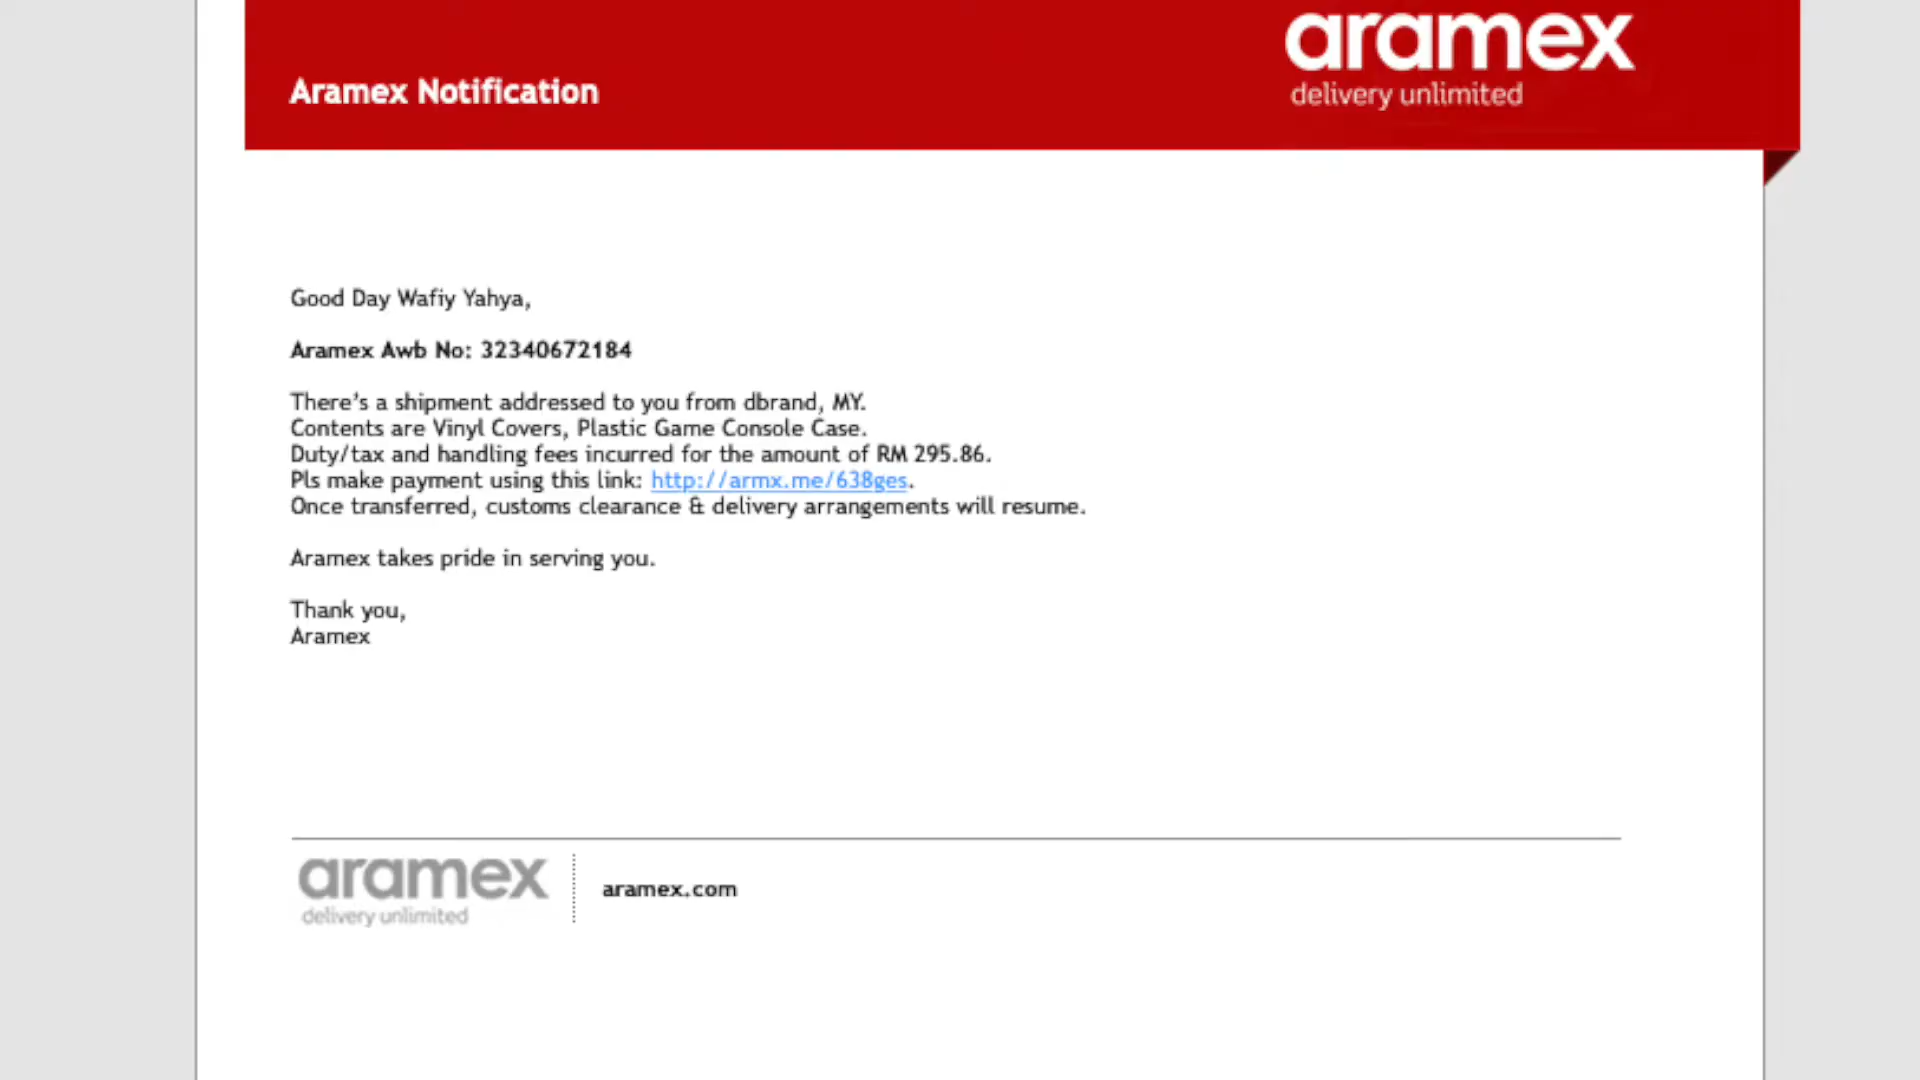 aramex
delivery unlimited
Aramex Notification
Good Day Wafiy Yahya,
Aramex Awb No: 32340672184
There's a shipment addressed to you from dbrand, MY.
Contents are Vinyl Covers, Plastic Game Console Case.
Duty/tax and handling fees incurred for the amount of RM 295.86.
Pls make payment using this link: http://armx.me/638ges.
Once transferred, customs clearance & delivery arrangements will resume.
Aramex takes pride in serving you.
Thank you,
Aramex
aramex
delivery unlimited
aramex.com